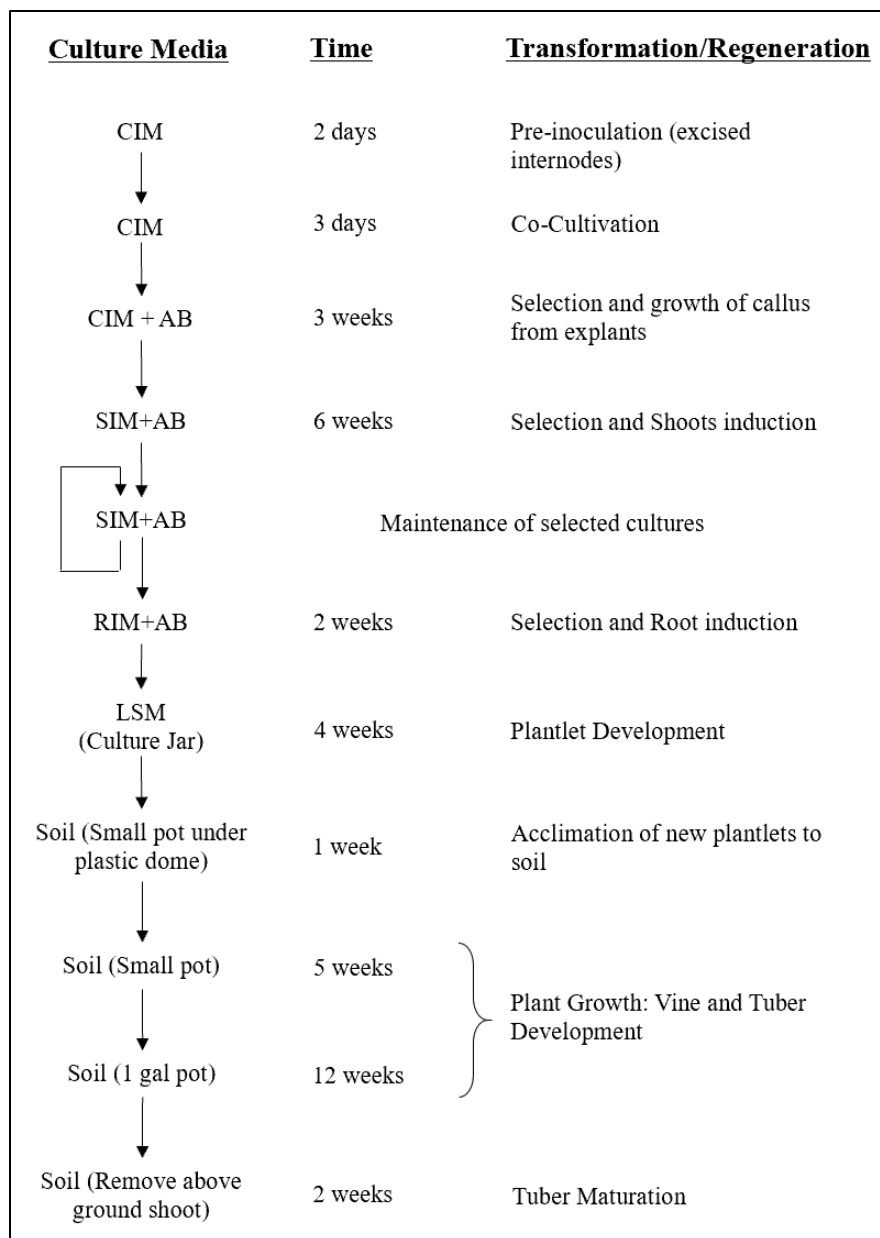 Culture Media Time Transformation/Regeneration
CIM 2 days Pre-inoculation (excised
internodes)
CIM 3 days Co-Cultivation
CIM + AB 3 weeks Selection and growth of callus
from explants
SIM+AB 6 weeks Selection and Shoots induction
SIM+AB Maintenance of selected cultures
RIM+AB 2 weeks Selection and Root induction
LSM
(Culture Jar) 4 weeks Plantlet Development
Soil (Small pot under
plastic dome) 1 week Acclimation of new plantlets to
soil
Soil (Small pot) 5 weeks
Plant Growth: Vine and Tuber
Development
Soil (1 gal pot) 12 weeks
Soil (Remove above
ground shoot) 2 weeks Tuber Maturation